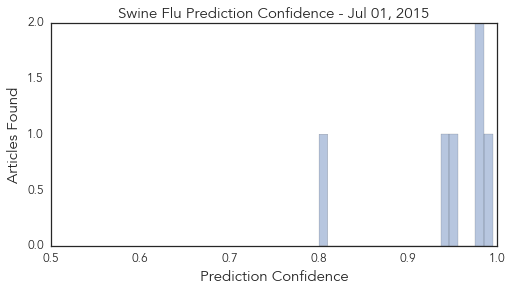 Swine Flu Prediction Confidence - Jul 01, 2015
2.0
1.5
1.0
0.5
0.0
Articles Found
0.5 0.6 0.7 0.8 0.9 1.0
Prediction Confidence